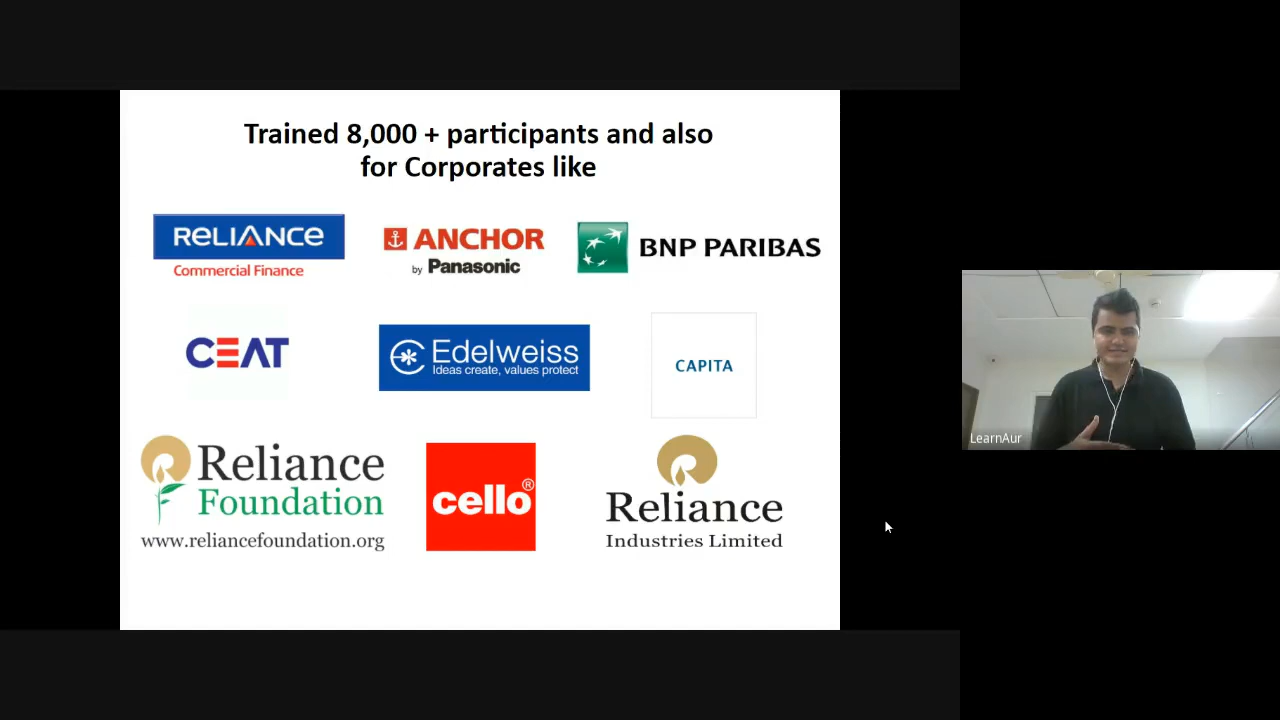 Trained 8,000 + participants and also
for Corporates like
RELIANCE
Commercial Finance
ANCHOR
by Panasonic
BNP PARIBAS
CEAT
Edelweiss
Ideas create, values protect
CAPITA
Reliance
Foundation
www.reliancefoundation.org
cello®
Reliance
Industries Limited
LearnAur